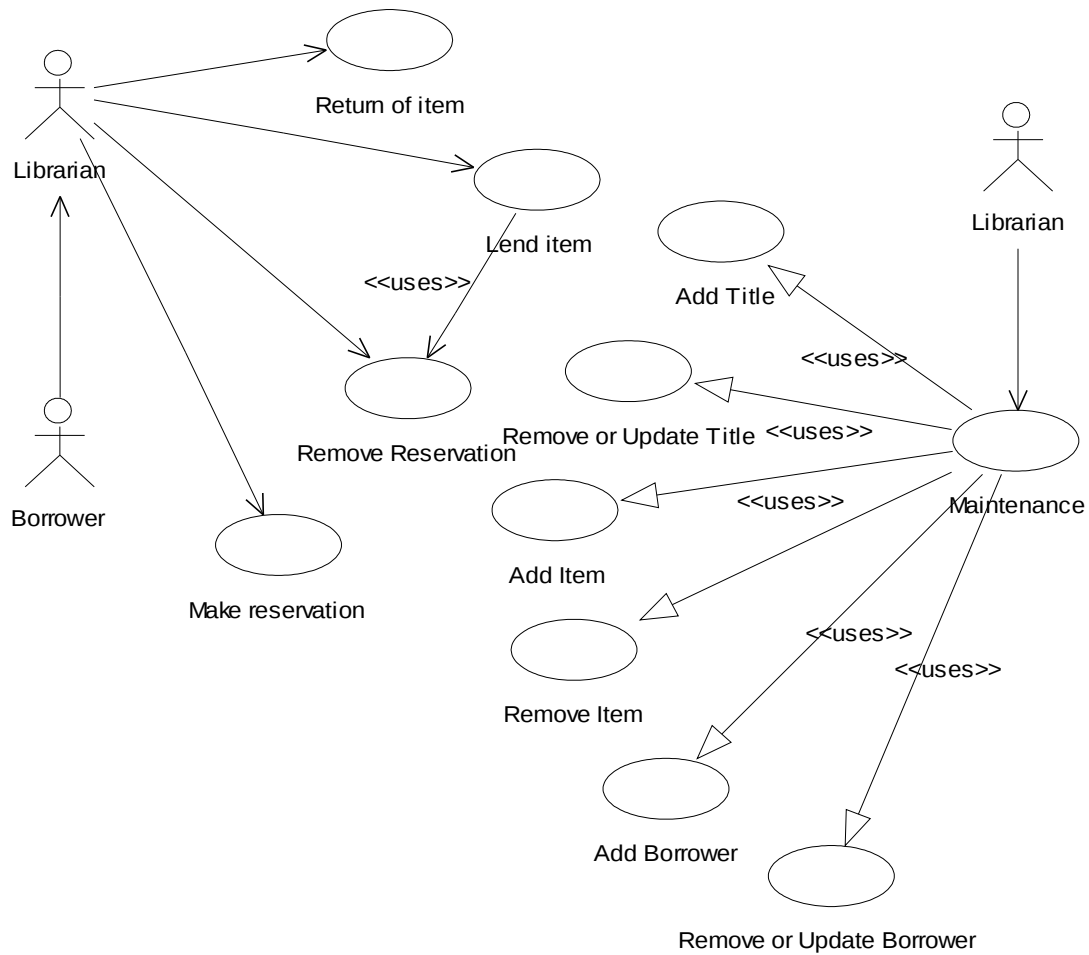 Return of item
Librarian
Lend item
Librarian
<<uses>>
Add Title
<<uses>>
Remove or Update Title
<<uses>>
Remove Reservation
<<uses>>
Maintenance
Borrower
Add Item
Make reservation
<<uses>>
<<uses>>
Remove Item
Add Borrower
Remove or Update Borrower